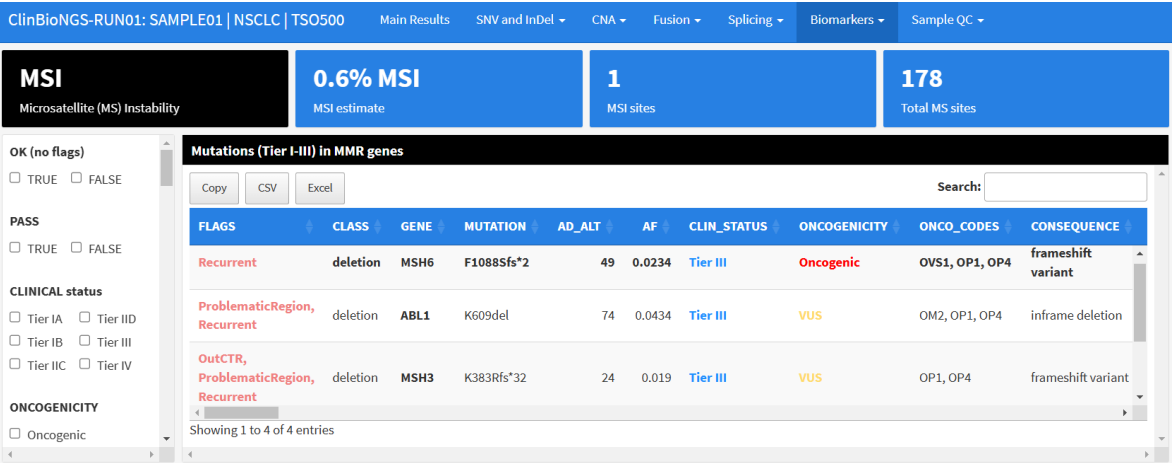 ClinBioNGS-RUN01: SAMPLE01 | NSCLC | TSO500 Main Results SNV and InDel CNA Fusion Splicing Biomarkers Sample QC
MSI
Microsatellite (MS) Instability
0.6% MSI
MSI estimate
1
MSI sites
178
Total MS sites
OK (no flags)
TRUE FALSE
PASS
TRUE FALSE
CLINICAL status
Tier IA Tier IID
Tier IB Tier III
Tier IIC Tier IV
ONCOGENICITY
Oncogenic
Mutations (Tier I-III) in MMR genes
Copy CSV Excel Search:
FLAGS CLASS GENE MUTATION AD_ALT AF CLIN_STATUS ONCOGENICITY ONCO_CODES CONSEQUENCE
Recurrent deletion MSH6 F1088Sfs*2 49 0.0234 Tier III Oncogenic OVS1, OP1, OP4 frameshift
variant
ProblematicRegion,
Recurrent deletion ABL1 K609del 74 0.0434 Tier III VUS OM2, OP1, OP4 inframe deletion
OutCTR,
ProblematicRegion, deletion MSH3 K383Rfs*32 24 0.019 Tier III VUS OP1, OP4 frameshift variant
Recurrent
Showing 1 to 4 of 4 entries